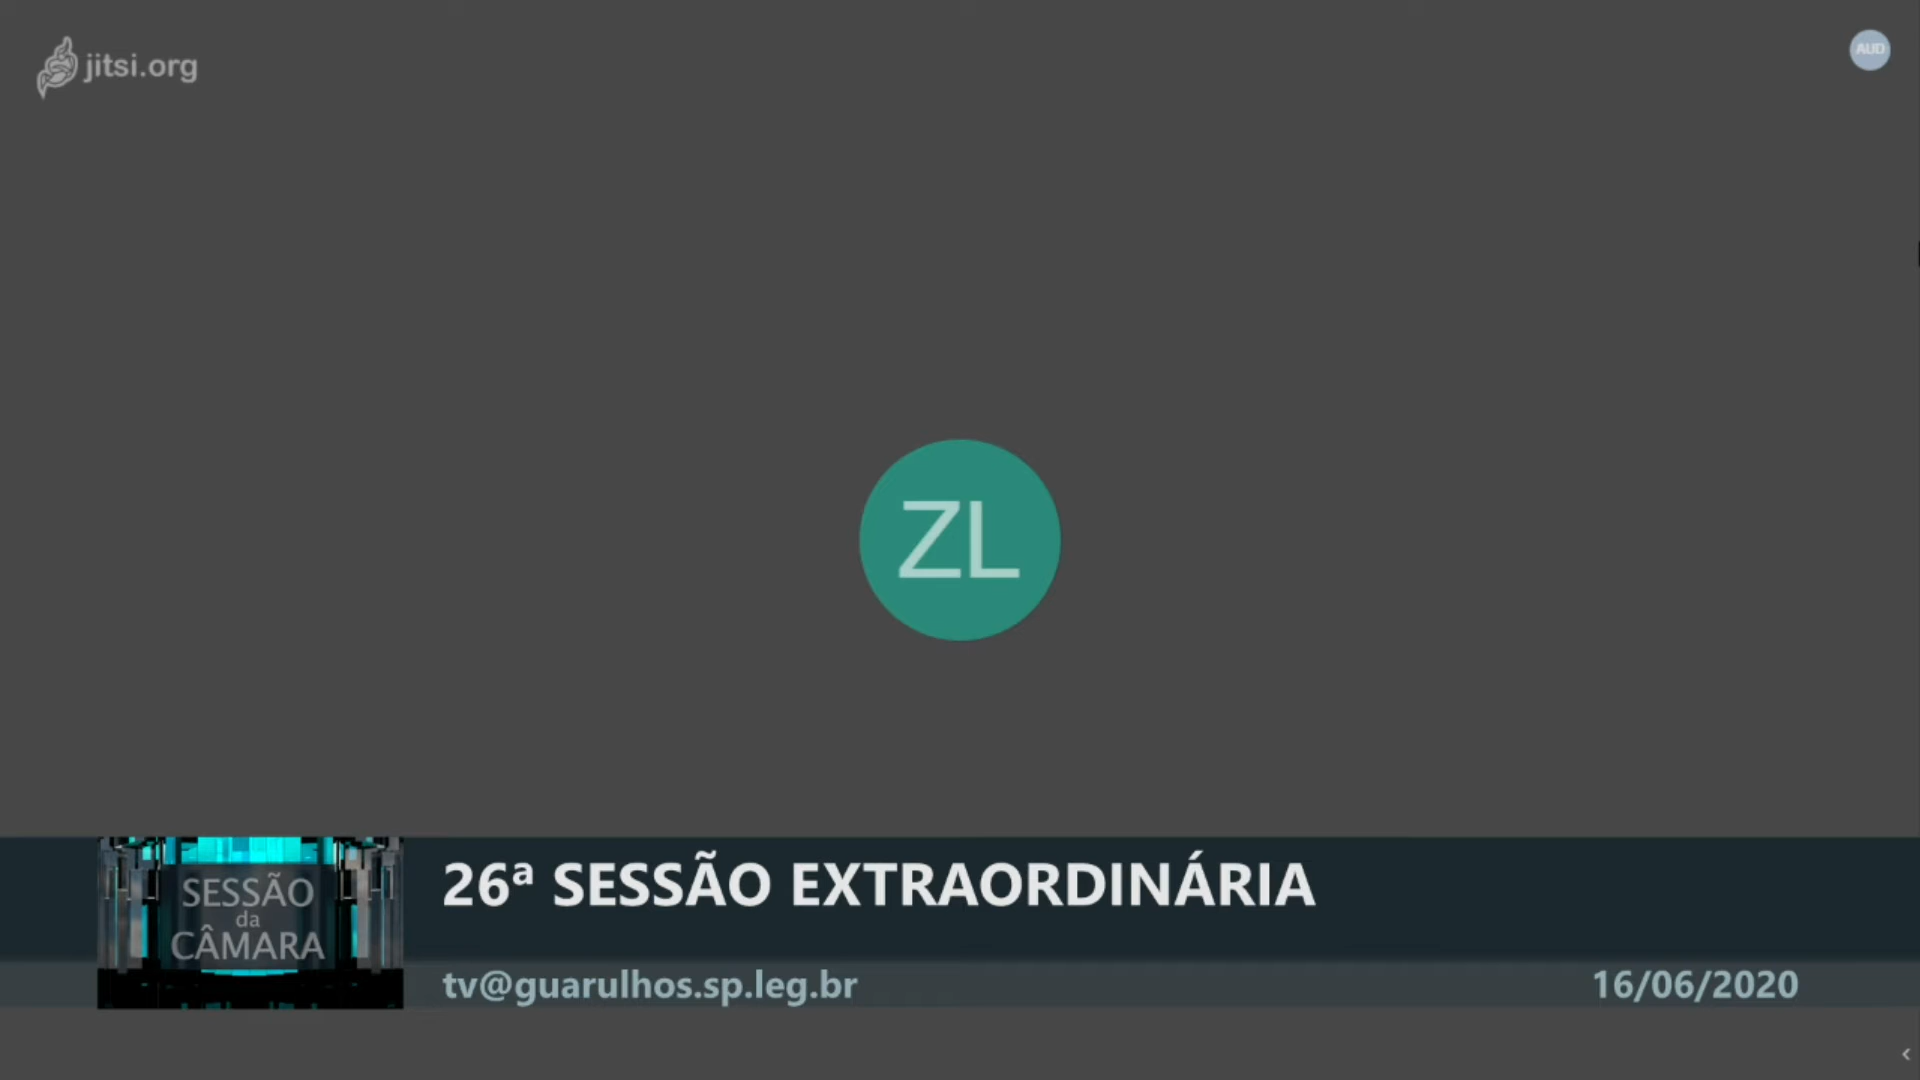 jitsi.org
AUD
ZL
SESSÃO
da
CÂMARA
26ª SESSÃO EXTRAORDINÁRIA
tv@guarulhos.sp.leg.br
16/06/2020